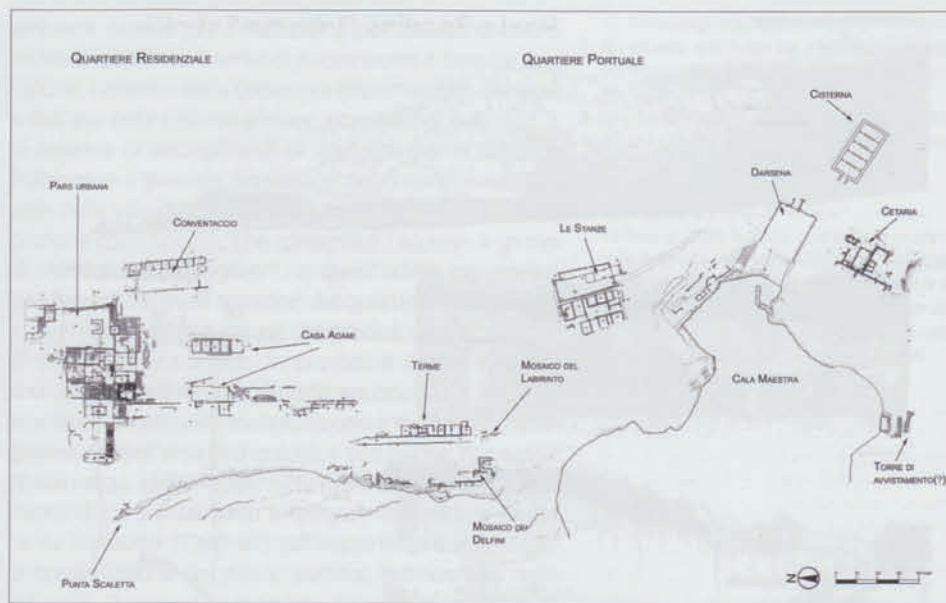 QUARTIERE RESIDENZIALE
QUARTIERE PORTUALE
CISTERNA
DARSENA
PARS URBANA
CETARIA
CONVENTACCIO
LE STANZE
CASA ADAMI
TERME
MOSAICO DEL
LABIRINTO
CALA MAESTRA
TORRE DI
AVVISTAMENTO(?)
MOSAICO DEI
DELFINI
PUNTA SCALETTA
N